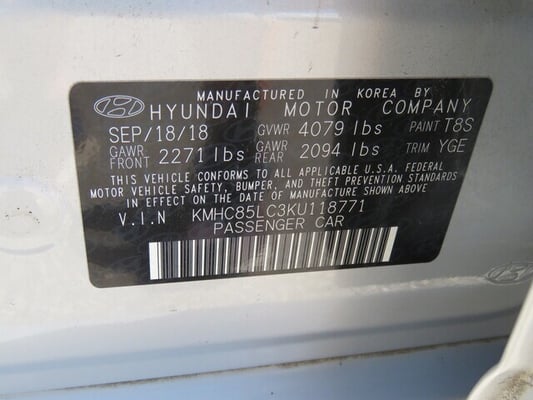 MANUFACTURED IN KOREA BY
HYUNDAI MOTOR COMPANY
SEP/18/18 GVWR 4079 lbs PAINT T8S
GAWR FRONT 2271 lbs GAWR REAR 2094 lbs TRIM YGE
THIS VEHICLE CONFORMS TO ALL APPLICABLE U.S.A. FEDERAL
MOTOR VEHICLE SAFETY, BUMPER, AND THEFT PREVENTION STANDARDS
IN EFFECT ON THE DATE OF MANUFACTURE SHOWN ABOVE.
V.I.N KMHC85LC3KU118771
PASSENGER CAR